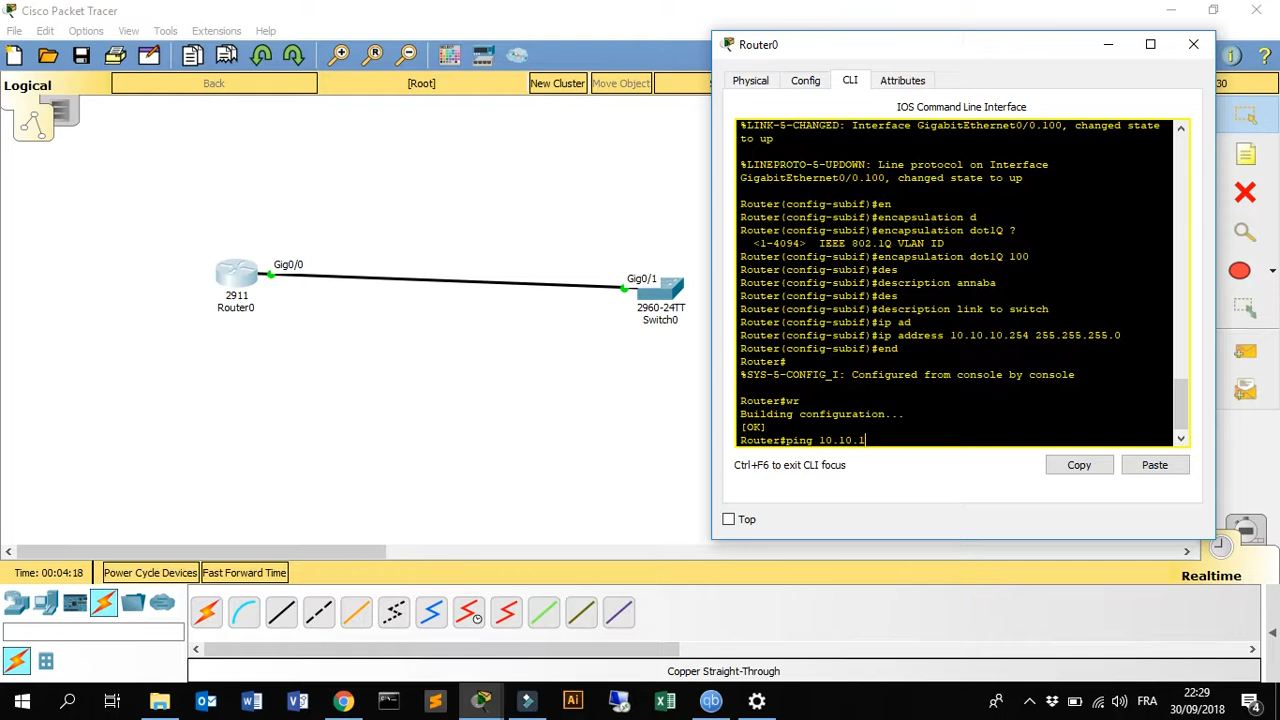 Cisco Packet Tracer
File Edit Options View Tools Extensions Help
Logical
Back
[Root]
New Cluster
Move Object
S
30
Gig0/0
2911
Router0
Gig0/1
2960-24TT
Switch0
Router0
Physical Config CLI Attributes
IOS Command Line Interface
%LINK-5-CHANGED: Interface GigabitEthernet0/0.100, changed state
to up
%LINEPROTO-5-UPDOWN: Line protocol on Interface
GigabitEthernet0/0.100, changed state to up
Router(config-subif)#en
Router(config-subif)#encapsulation d
Router(config-subif)#encapsulation dot1Q ?
<1-4094> IEEE 802.1Q VLAN ID
Router(config-subif)#encapsulation dot1Q 100
Router(config-subif)#des
Router(config-subif)#description annaba
Router(config-subif)#des
Router(config-subif)#description link to switch
Router(config-subif)#ip ad
Router(config-subif)#ip address 10.10.10.254 255.255.255.0
Router(config-subif)#end
Router#
%SYS-5-CONFIG_I: Configured from console by console
Router#wr
Building configuration...
[OK]
Router#ping 10.10.1
Ctrl+F6 to exit CLI focus
Copy
Paste
Top
Time: 00:04:18
Power Cycle Devices
Fast Forward Time
Realtime
Copper Straight-Through
FRA
22:29
30/09/2018
4